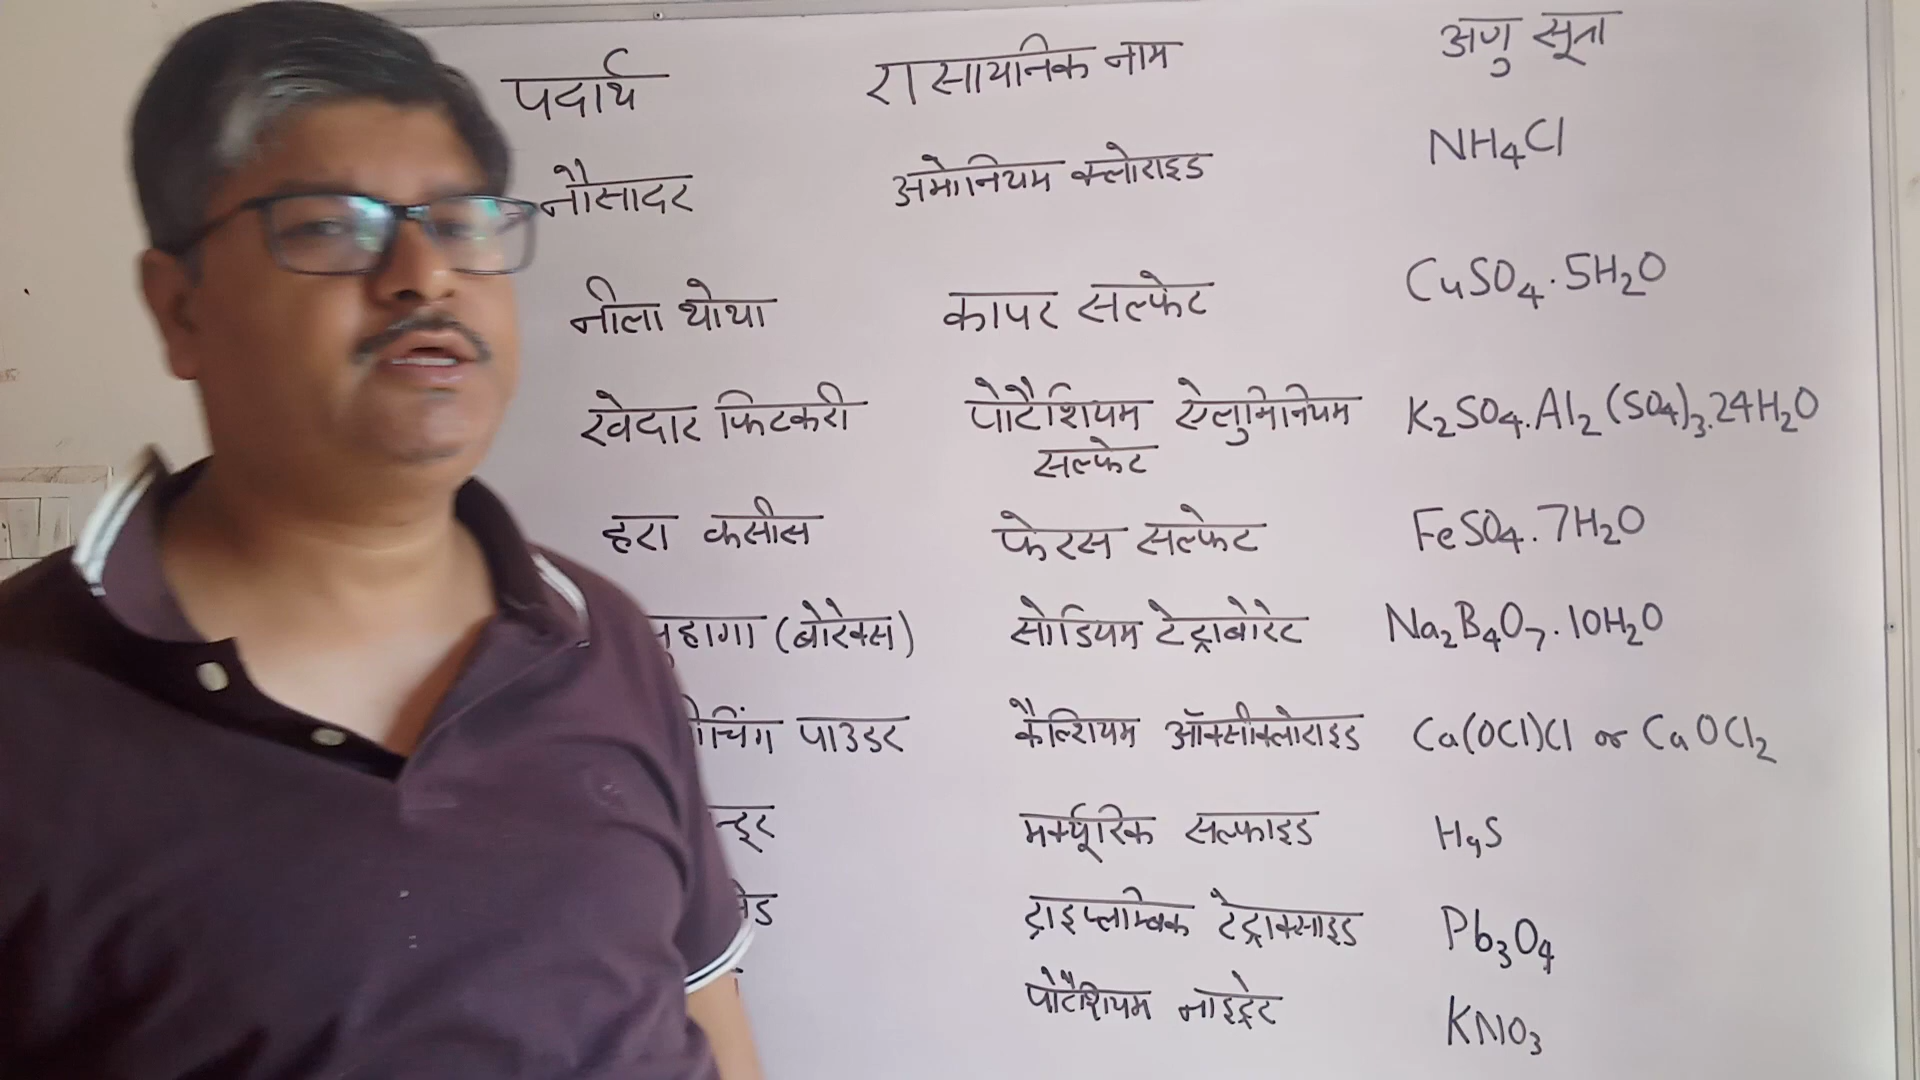 पदार्थ रासायनिक नाम अणु सूत्र
नौसादर अमोनियम क्लोराइड NH₄Cl
नीला थोथा कापर सल्फेट CuSO₄.5H₂O
रवेदार फिटकरी पोटैशियम ऐलुमिनियम K₂SO₄.Al₂(SO₄)₃.24H₂O
सल्फेट
हरा कसीस फेरस सल्फेट FeSO₄.7H₂O
हागा (बोरेक्स) सोडियम टेट्राबोरेट Na₂B₄O₇.10H₂O
चिंग पाउडर कैल्शियम ऑक्सीक्लोराइड Ca(OCl)Cl or CaOCl₂
मर्क्यूरिक सल्फाइड HgS
ट्राइप्लम्बिक टेट्राक्साइड Pb₃O₄
पोटैशियम नाइट्रेट KNO₃